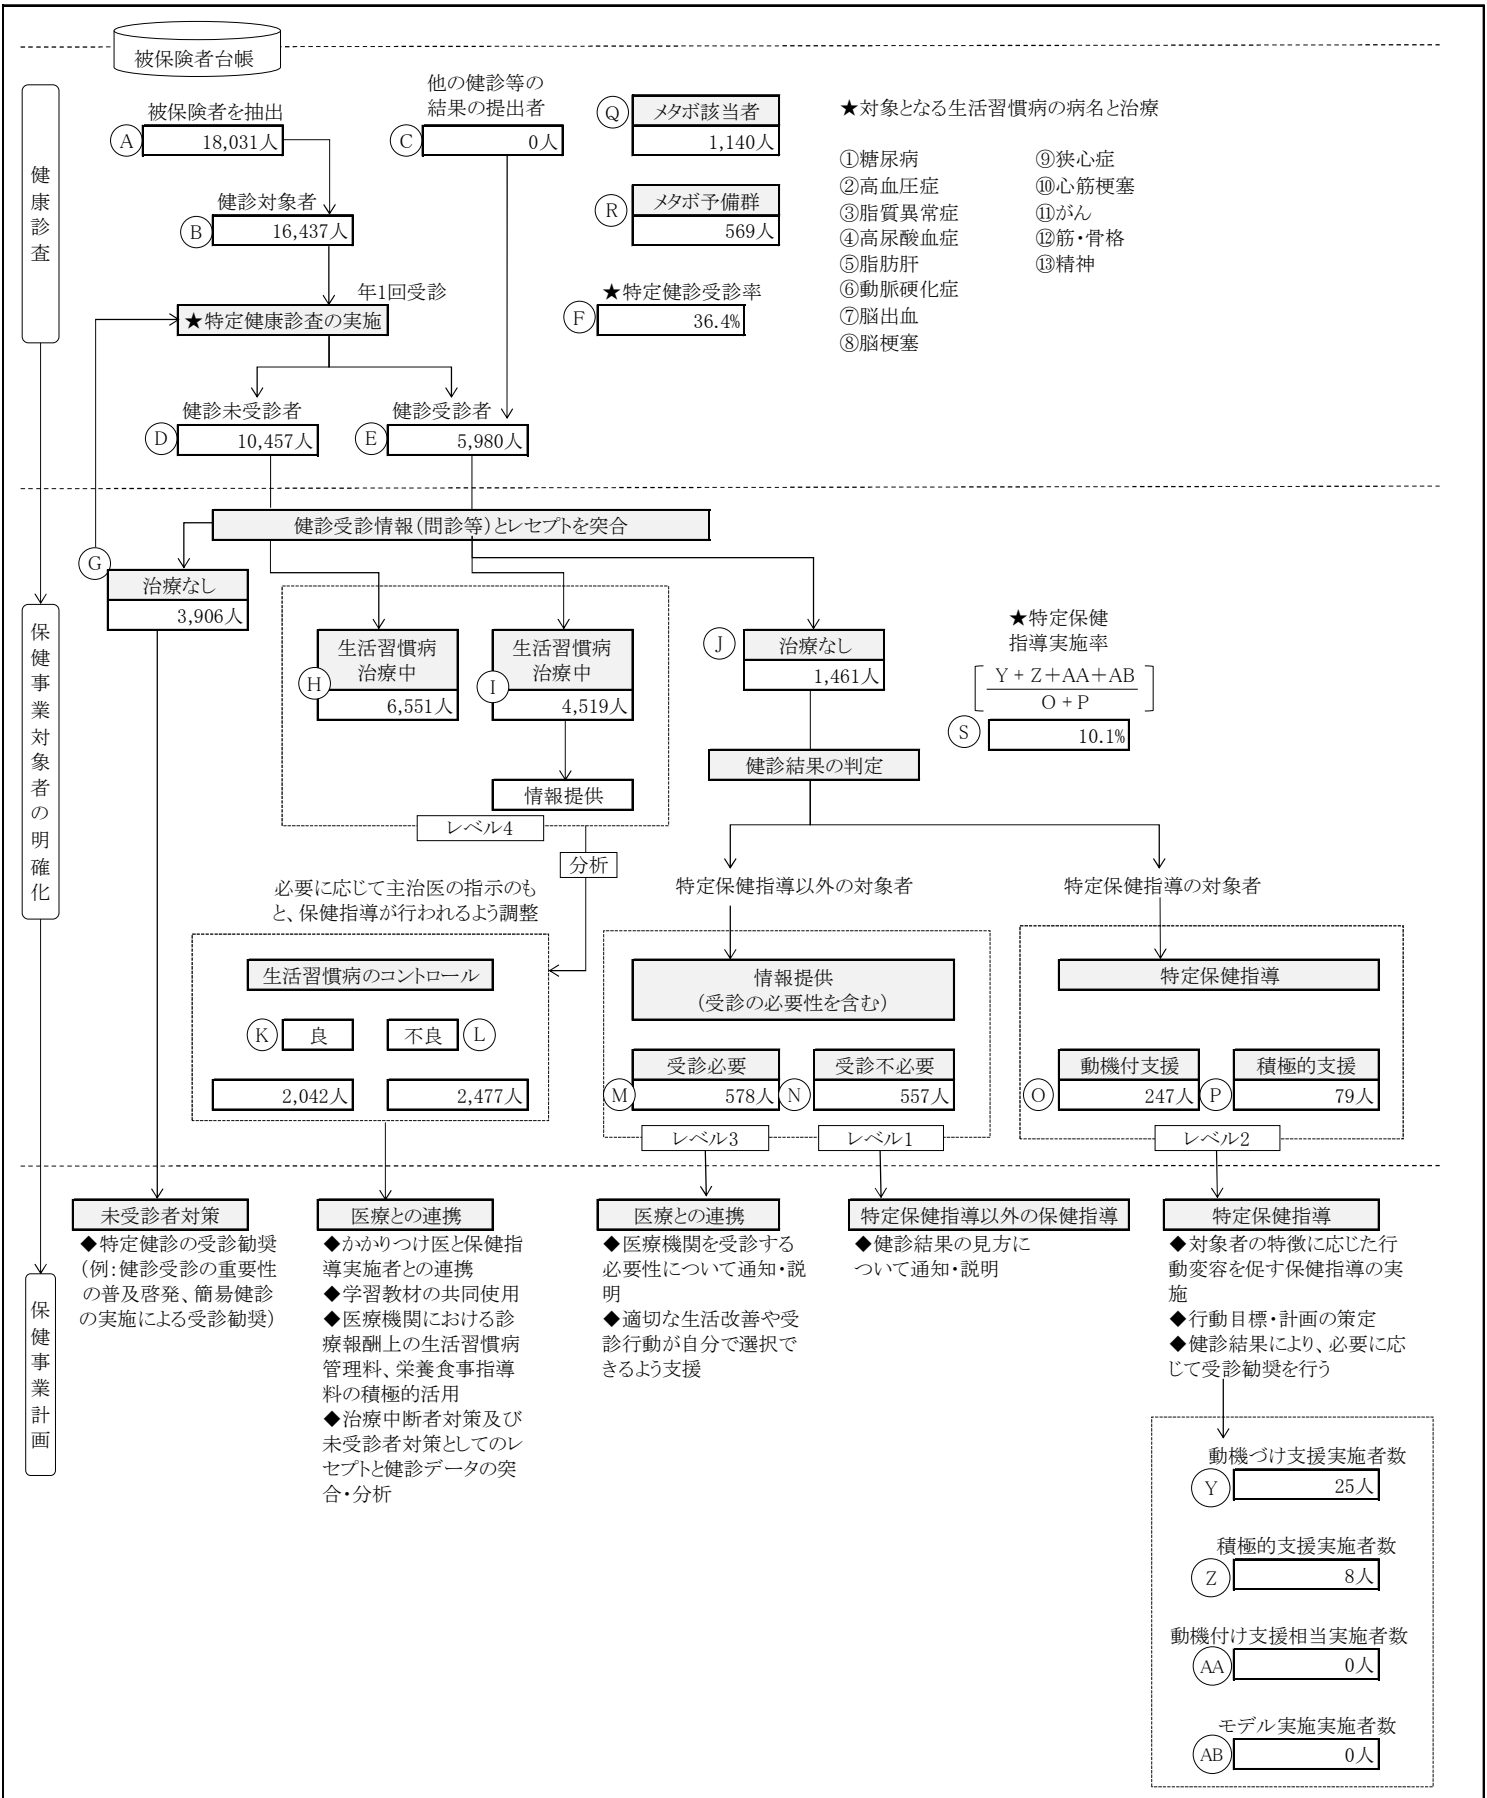 被保険者台帳
健康診査
被保険者を抽出
A
18,031人
他の健診等の
結果の提出者
C
0人
Q
メタボ該当者
1,140人
R
メタボ予備群
569人
★特定健診受診率
F
36.4%
★対象となる生活習慣病の病名と治療
①糖尿病
②高血圧症
③脂質異常症
④高尿酸血症
⑤脂肪肝
⑥動脈硬化症
⑦脳出血
⑧脳梗塞
⑨狭心症
⑩心筋梗塞
⑪がん
⑫筋・骨格
⑬精神
健診対象者
B
16,437人
年1回受診
★特定健康診査の実施
健診未受診者
D
10,457人
健診受診者
E
5,980人
保健事業対象者の明確化
健診受診情報(問診等)とレセプトを突合
G
治療なし
3,906人
生活習慣病
治療中
H
6,551人
生活習慣病
治療中
I
4,519人
情報提供
レベル4
J
治療なし
1,461人
健診結果の判定
★特定保健
指導実施率
Y + Z+AA+AB
O + P
S
10.1%
分析
必要に応じて主治医の指示のも
と、保健指導が行われるよう調整
特定保健指導以外の対象者
特定保健指導の対象者
生活習慣病のコントロール
K
良
不良
L
2,042人
2,477人
情報提供
(受診の必要性を含む)
受診必要
M
578人
受診不必要
N
557人
レベル3
レベル1
特定保健指導
動機付支援
O
247人
積極的支援
P
79人
レベル2
保健事業計画
未受診者対策
◆特定健診の受診勧奨
(例:健診受診の重要性
の普及啓発、簡易健診
の実施による受診勧奨)
医療との連携
◆かかりつけ医と保健指
導実施者との連携
◆学習教材の共同使用
◆医療機関における診
療報酬上の生活習慣病
管理料、栄養食事指導
料の積極的活用
◆治療中断者対策及び
未受診者対策としてのレ
セプトと健診データの突
合・分析
医療との連携
◆医療機関を受診する
必要性について通知・説
明
◆適切な生活改善や受
診行動が自分で選択で
きるよう支援
特定保健指導以外の保健指導
◆健診結果の見方に
ついて通知・説明
特定保健指導
◆対象者の特徴に応じた行
動変容を促す保健指導の実
施
◆行動目標・計画の策定
◆健診結果により、必要に応
じて受診勧奨を行う
動機づけ支援実施者数
Y
25人
積極的支援実施者数
Z
8人
動機付け支援相当実施者数
AA
0人
モデル実施実施者数
AB
0人